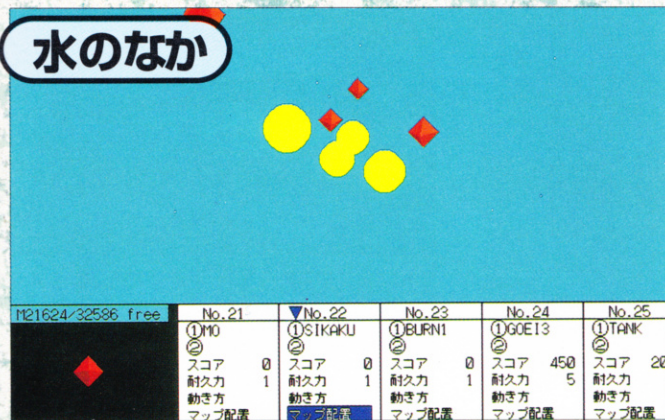 水のなか
M21624/32586 free
No.21
①MO
②
スコア 0
耐久力 1
動き方
マップ配置
▼No.22
①SIKAKU
②
スコア 0
耐久力 1
動き方
マップ配置
No.23
①BURN1
②
スコア 0
耐久力 1
動き方
マップ配置
No.24
①GOEI3
②
スコア 450
耐久力 5
動き方
マップ配置
No.25
①TANK
②
スコア 20
耐久力
動き方
マップ配置